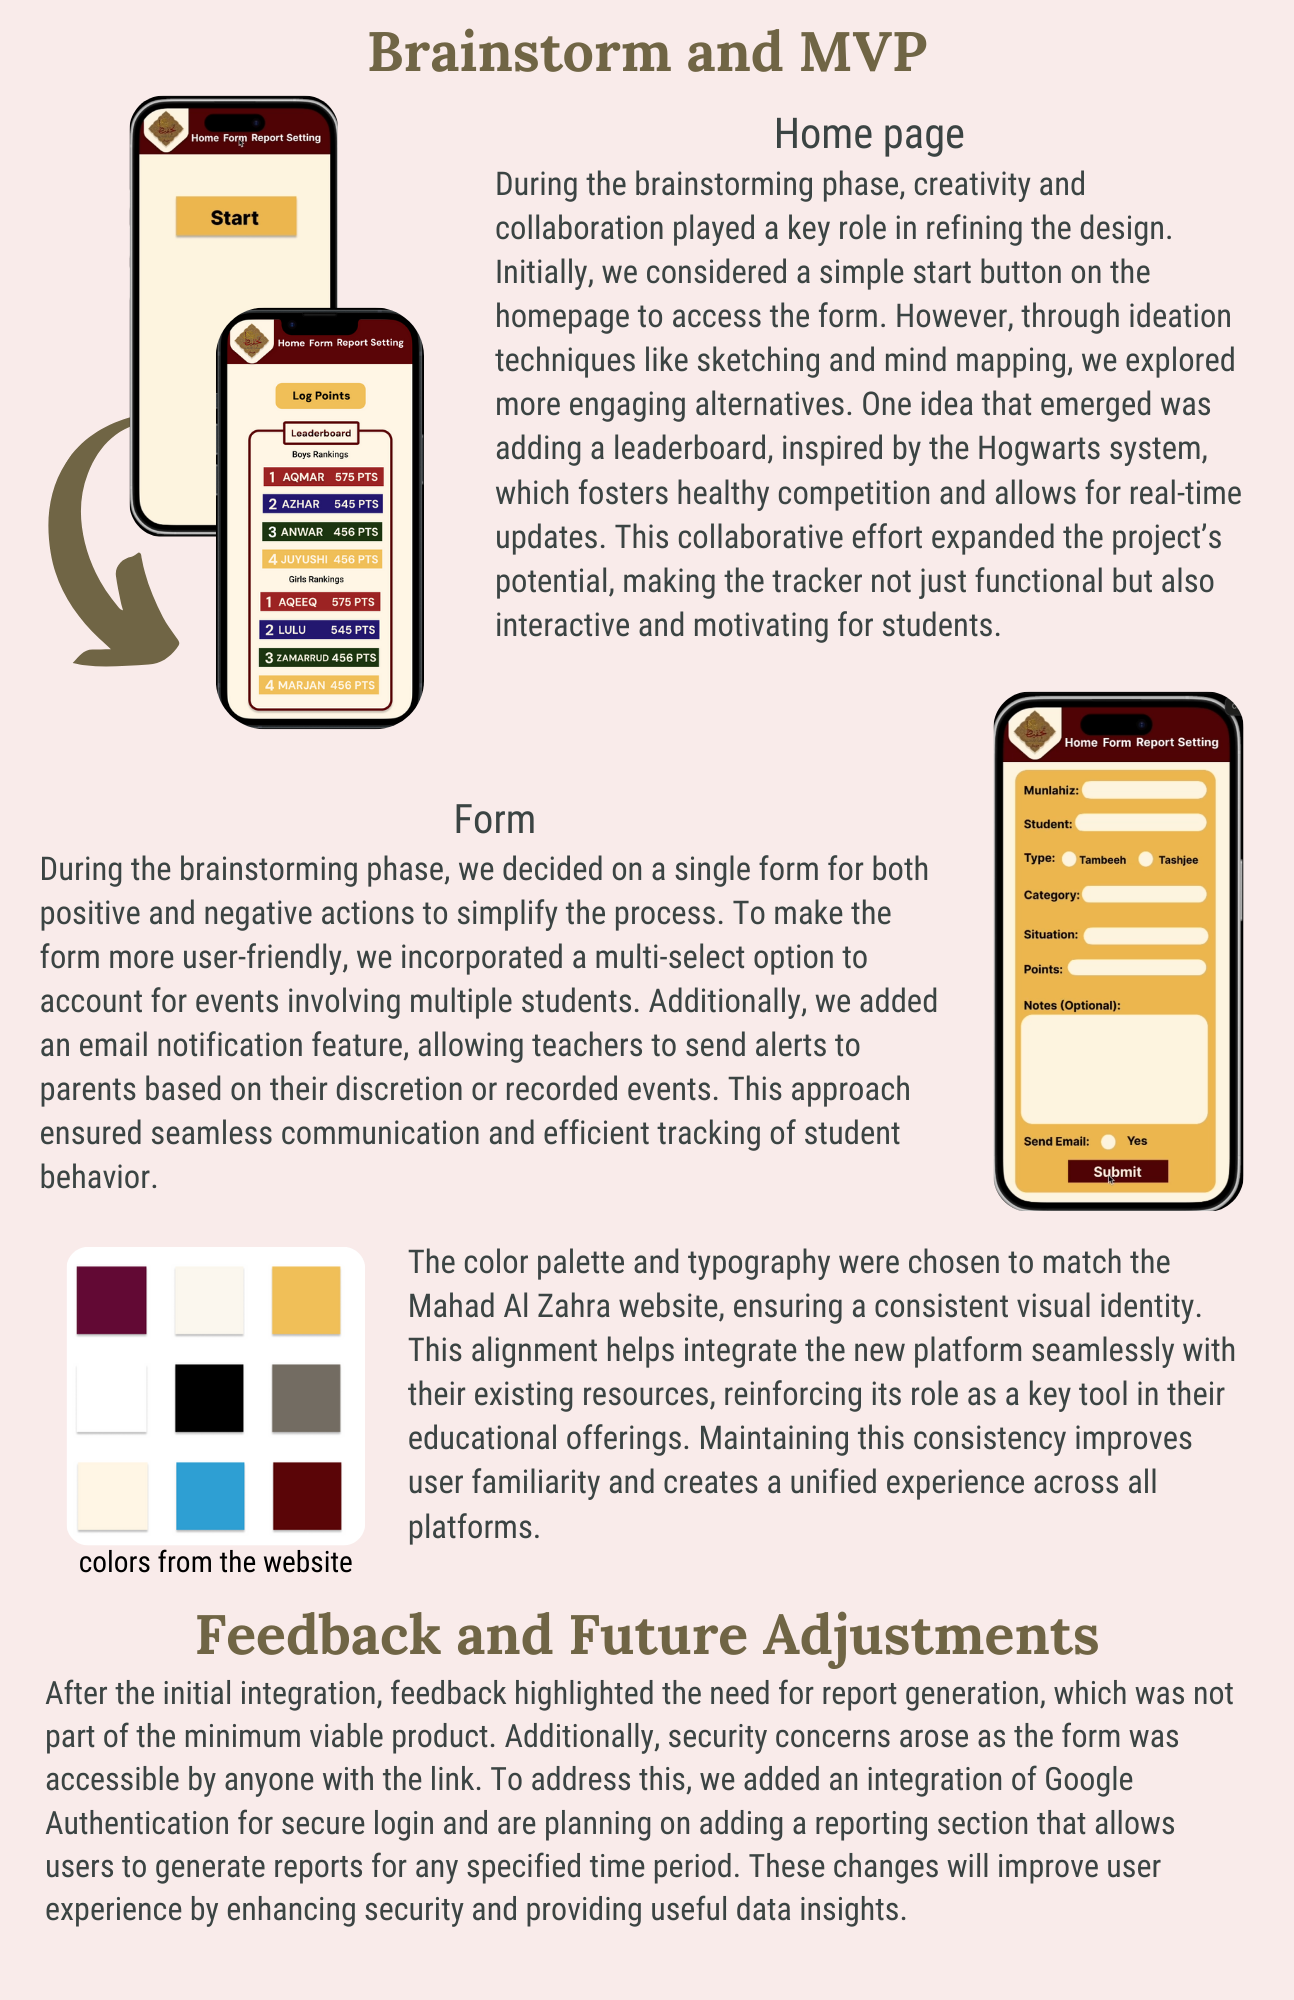 Brainstorm and MVP
Home Form Report Setting
Start
Home Form Report Setting
Log Points
Leaderboard
Boys Rankings
1 AQMAR 575 PTS
2 AZHAR 545 PTS
3 ANWAR 456 PTS
4 JUYUSHI 456 PTS
Girls Rankings
1 AQEEQ 575 PTS
2 LULU 545 PTS
3 ZAMARRUD 456 PTS
4 MARJAN 456 PTS
Home page
During the brainstorming phase, creativity and
collaboration played a key role in refining the design.
Initially, we considered a simple start button on the
homepage to access the form. However, through ideation
techniques like sketching and mind mapping, we explored
more engaging alternatives. One idea that emerged was
adding a leaderboard, inspired by the Hogwarts system,
which fosters healthy competition and allows for real-time
updates. This collaborative effort expanded the project’s
potential, making the tracker not just functional but also
interactive and motivating for students.
Form
During the brainstorming phase, we decided on a single form for both
positive and negative actions to simplify the process. To make the
form more user-friendly, we incorporated a multi-select option to
account for events involving multiple students. Additionally, we added
an email notification feature, allowing teachers to send alerts to
parents based on their discretion or recorded events. This approach
ensured seamless communication and efficient tracking of student
behavior.
Home Form Report Setting
Munlahiz:
Student:
Type: Tambeeh Tashjee
Category:
Situation:
Points:
Notes (Optional):
Send Email: Yes
Submit
colors from the website
The color palette and typography were chosen to match the
Mahad Al Zahra website, ensuring a consistent visual identity.
This alignment helps integrate the new platform seamlessly with
their existing resources, reinforcing its role as a key tool in their
educational offerings. Maintaining this consistency improves
user familiarity and creates a unified experience across all
platforms.
Feedback and Future Adjustments
After the initial integration, feedback highlighted the need for report generation, which was not
part of the minimum viable product. Additionally, security concerns arose as the form was
accessible by anyone with the link. To address this, we added an integration of Google
Authentication for secure login and are planning on adding a reporting section that allows
users to generate reports for any specified time period. These changes will improve user
experience by enhancing security and providing useful data insights.